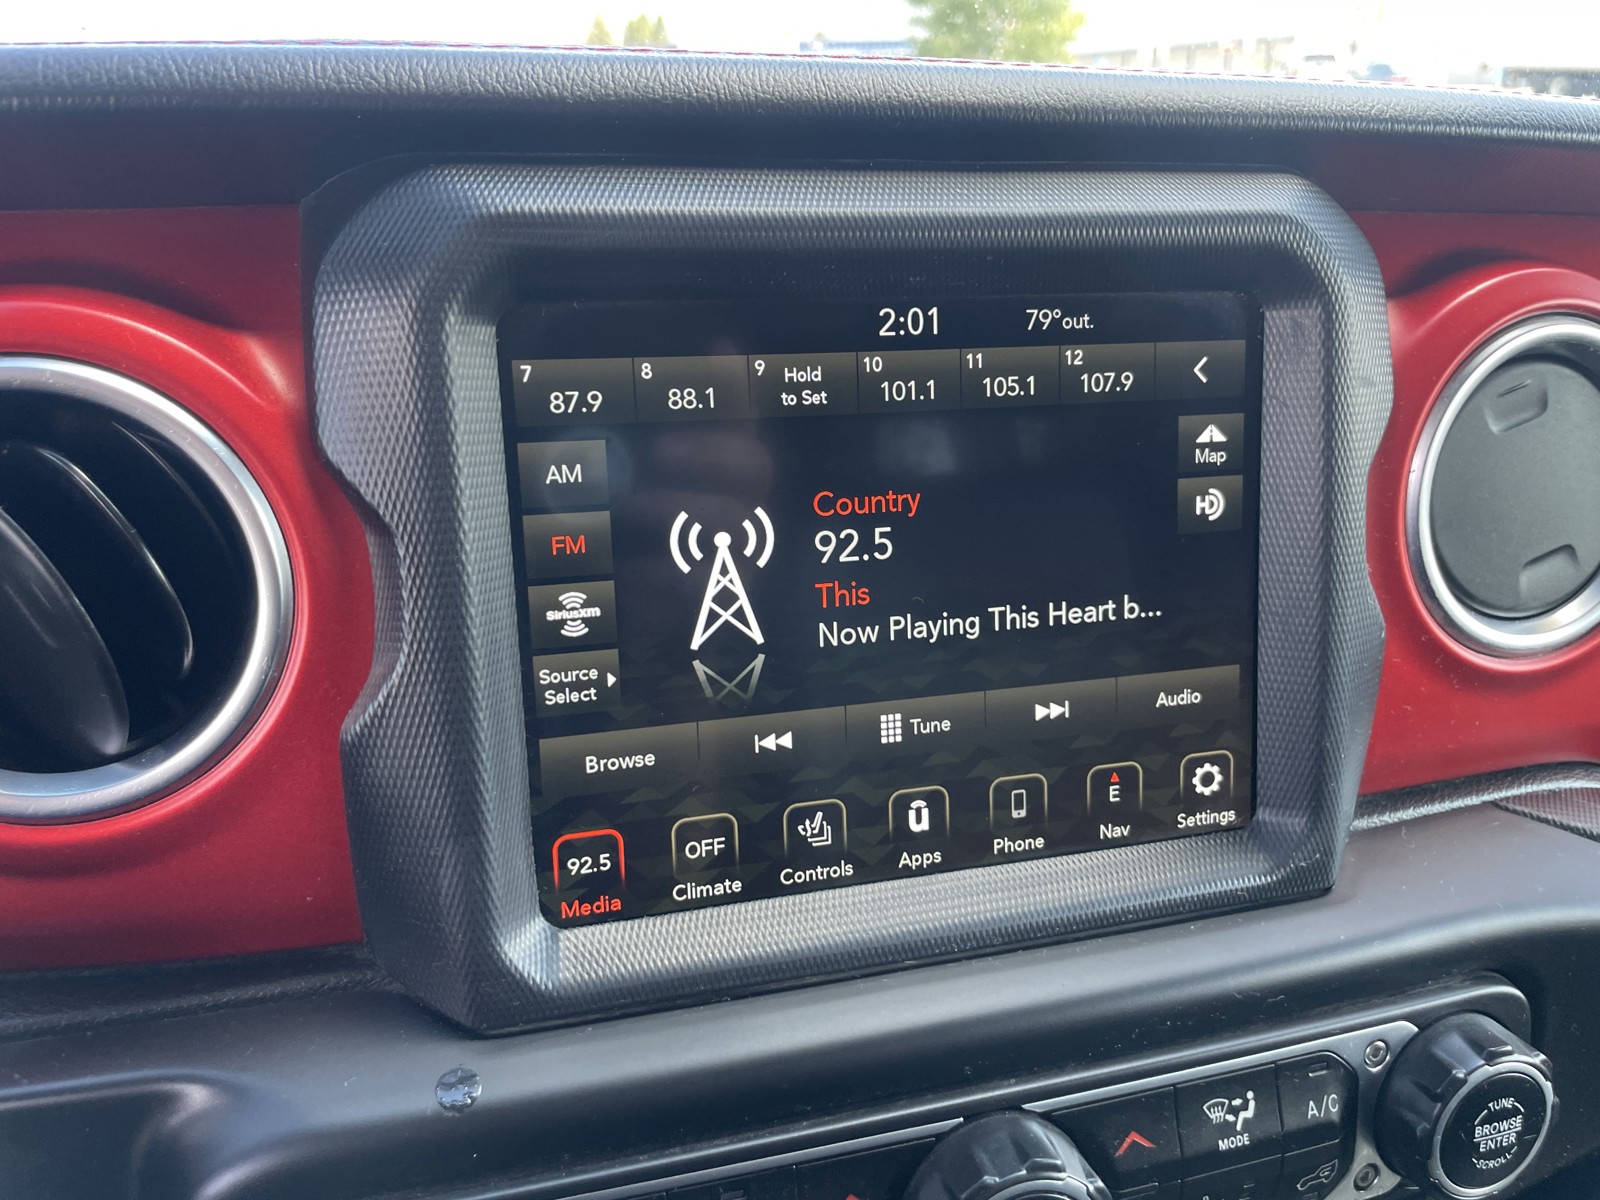 2:01
79° out.
7
87.9
8
88.1
9
Hold
to Set
10
101.1
11
105.1
12
107.9
AM
FM
SiriusXM
Source
Select
Country
92.5
This
Now Playing This Heart b...
Map
HD
Browse
Tune
Audio
92.5
Media
OFF
Climate
Controls
û
Apps
Phone
E
Nav
Settings
MODE
A/C
TUNE
BROWSE
ENTER
SCROLL